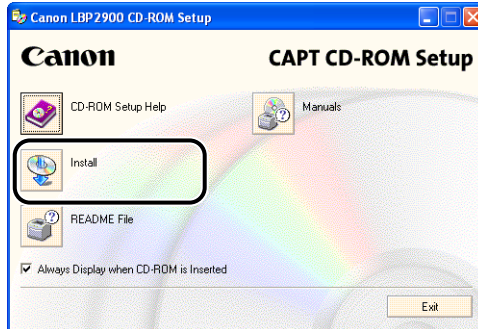 Canon LBP2900 CD-ROM Setup
Canon
CAPT CD-ROM Setup
CD-ROM Setup Help
Manuals
Install
README File
Always Display when CD-ROM is Inserted
Exit